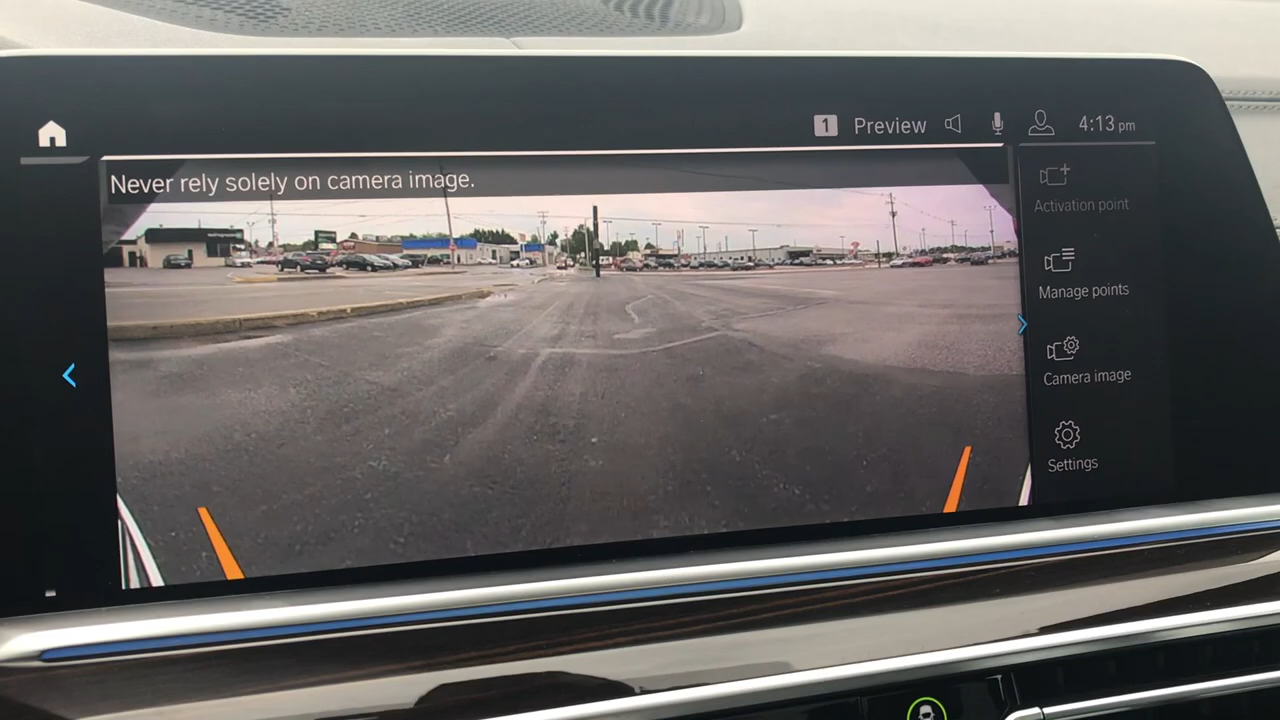 1 Preview 4:13 pm
Never rely solely on camera image.
Activation point
Manage points
Camera image
Settings